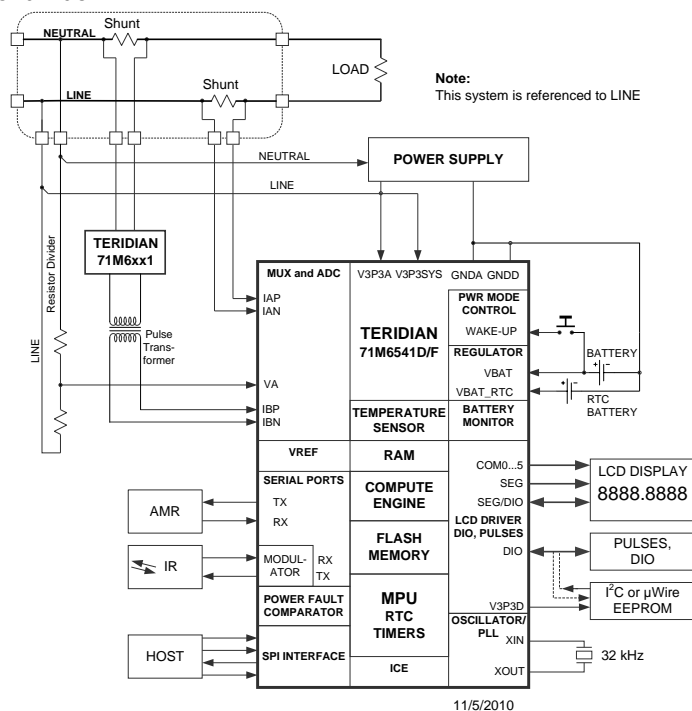 Shunt
NEUTRAL
LOAD
Note:
This system is referenced to LINE
Shunt
LINE
NEUTRAL
POWER SUPPLY
LINE
TERIDIAN
71M6xx1
Resistor Divider
LINE
Pulse
Trans-
former
MUX and ADC
V3P3A V3P3SYS GNDA GNDD
IAP
IAN
VA
IBP
IBN
TERIDIAN
71M6541D/F
PWR MODE
CONTROL
WAKE-UP
REGULATOR
VBAT
VBAT_RTC
BATTERY
RTC
BATTERY
TEMPERATURE
SENSOR
BATTERY
MONITOR
VREF
RAM
SERIAL PORTS
TX
RX
AMR
COMPUTE
ENGINE
COM0...5
SEG
SEG/DIO
LCD DRIVER
DIO, PULSES
DIO
LCD DISPLAY
8888.8888
IR
MODUL-
ATOR
RX
TX
FLASH
MEMORY
PULSES,
DIO
I²C or µWire
EEPROM
POWER FAULT
COMPARATOR
MPU
RTC
TIMERS
V3P3D
OSCILLATOR/
PLL
XIN
XOUT
32 kHz
HOST
SPI INTERFACE
ICE
11/5/2010